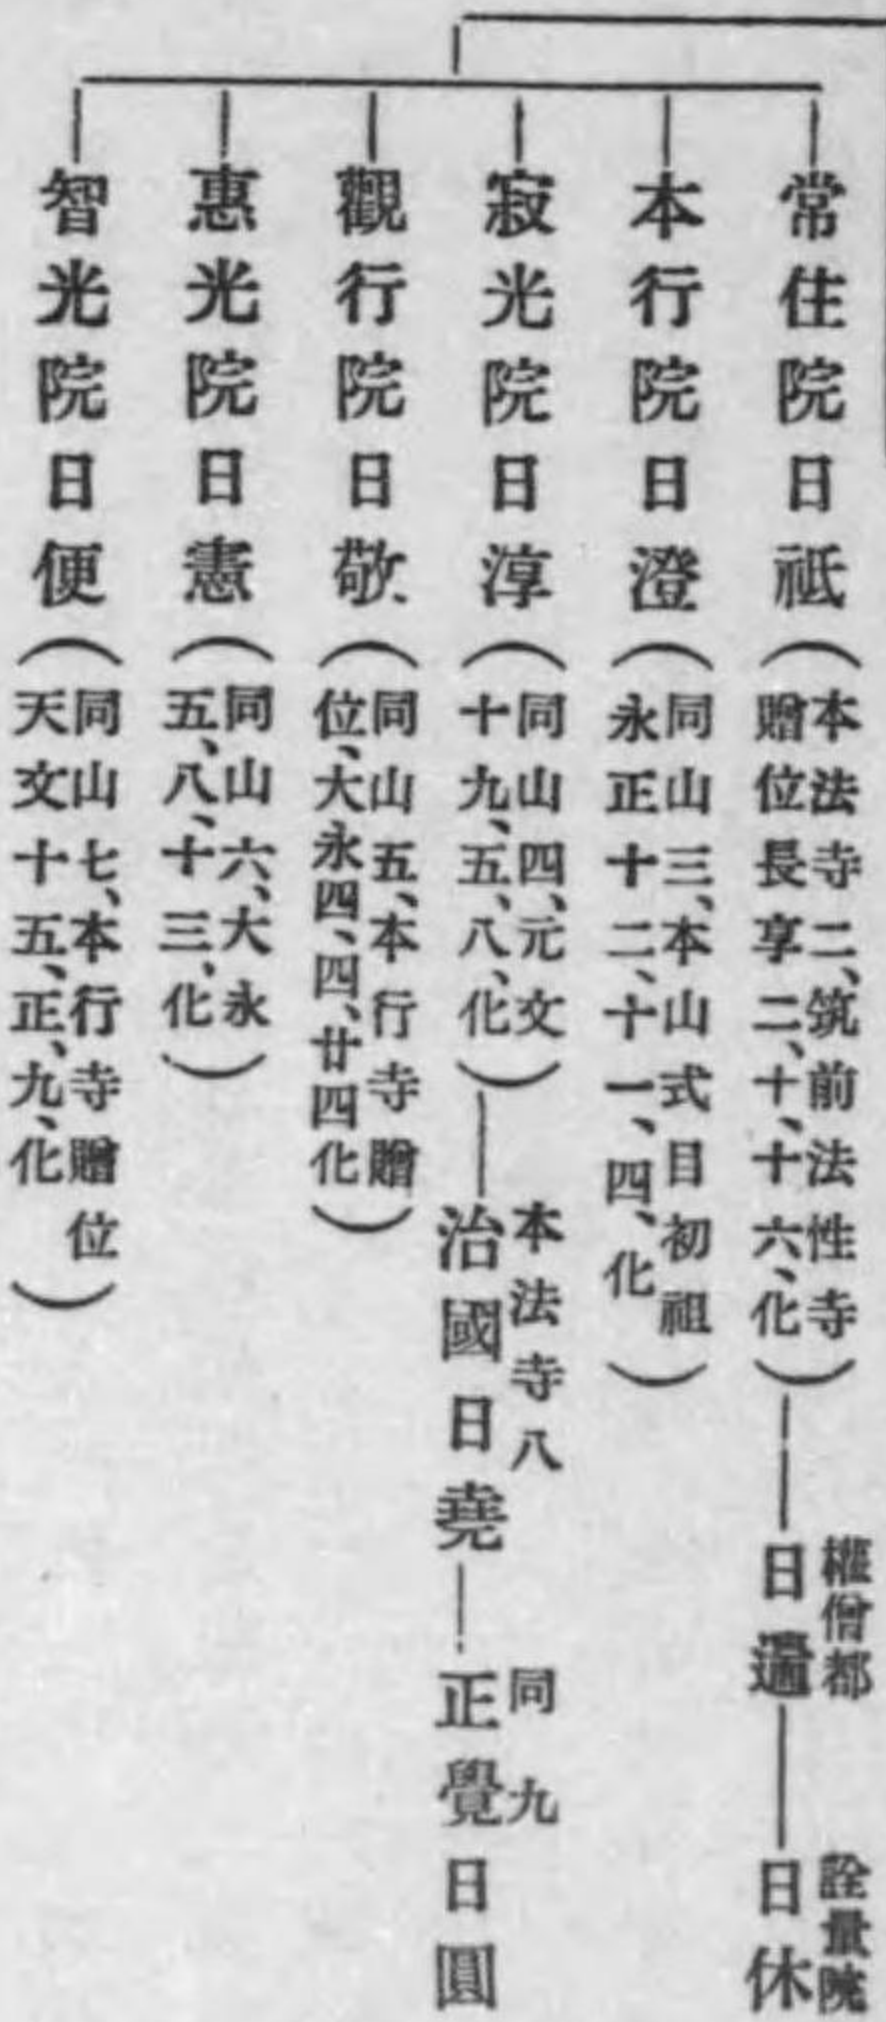 常住院日祇(本法寺二、筑前法性寺
贈位長享二、十、十六、化)
權僧都
日遍
詮量院
日休
本行院日澄(同山三、本山式目初祖
永正十二、十一、四、化)
寂光院日淳(同山四、元文
十九、五、八、化)
本法寺八
治國日堯
同九
正覺日圓
觀行院日敬(同山五、本行寺贈
位、大永四、四、廿四化)
惠光院日憲(同山六、大永
五、八、十三、化)
智光院日便(同山七、本行寺贈位
天文十五、正、九、化)